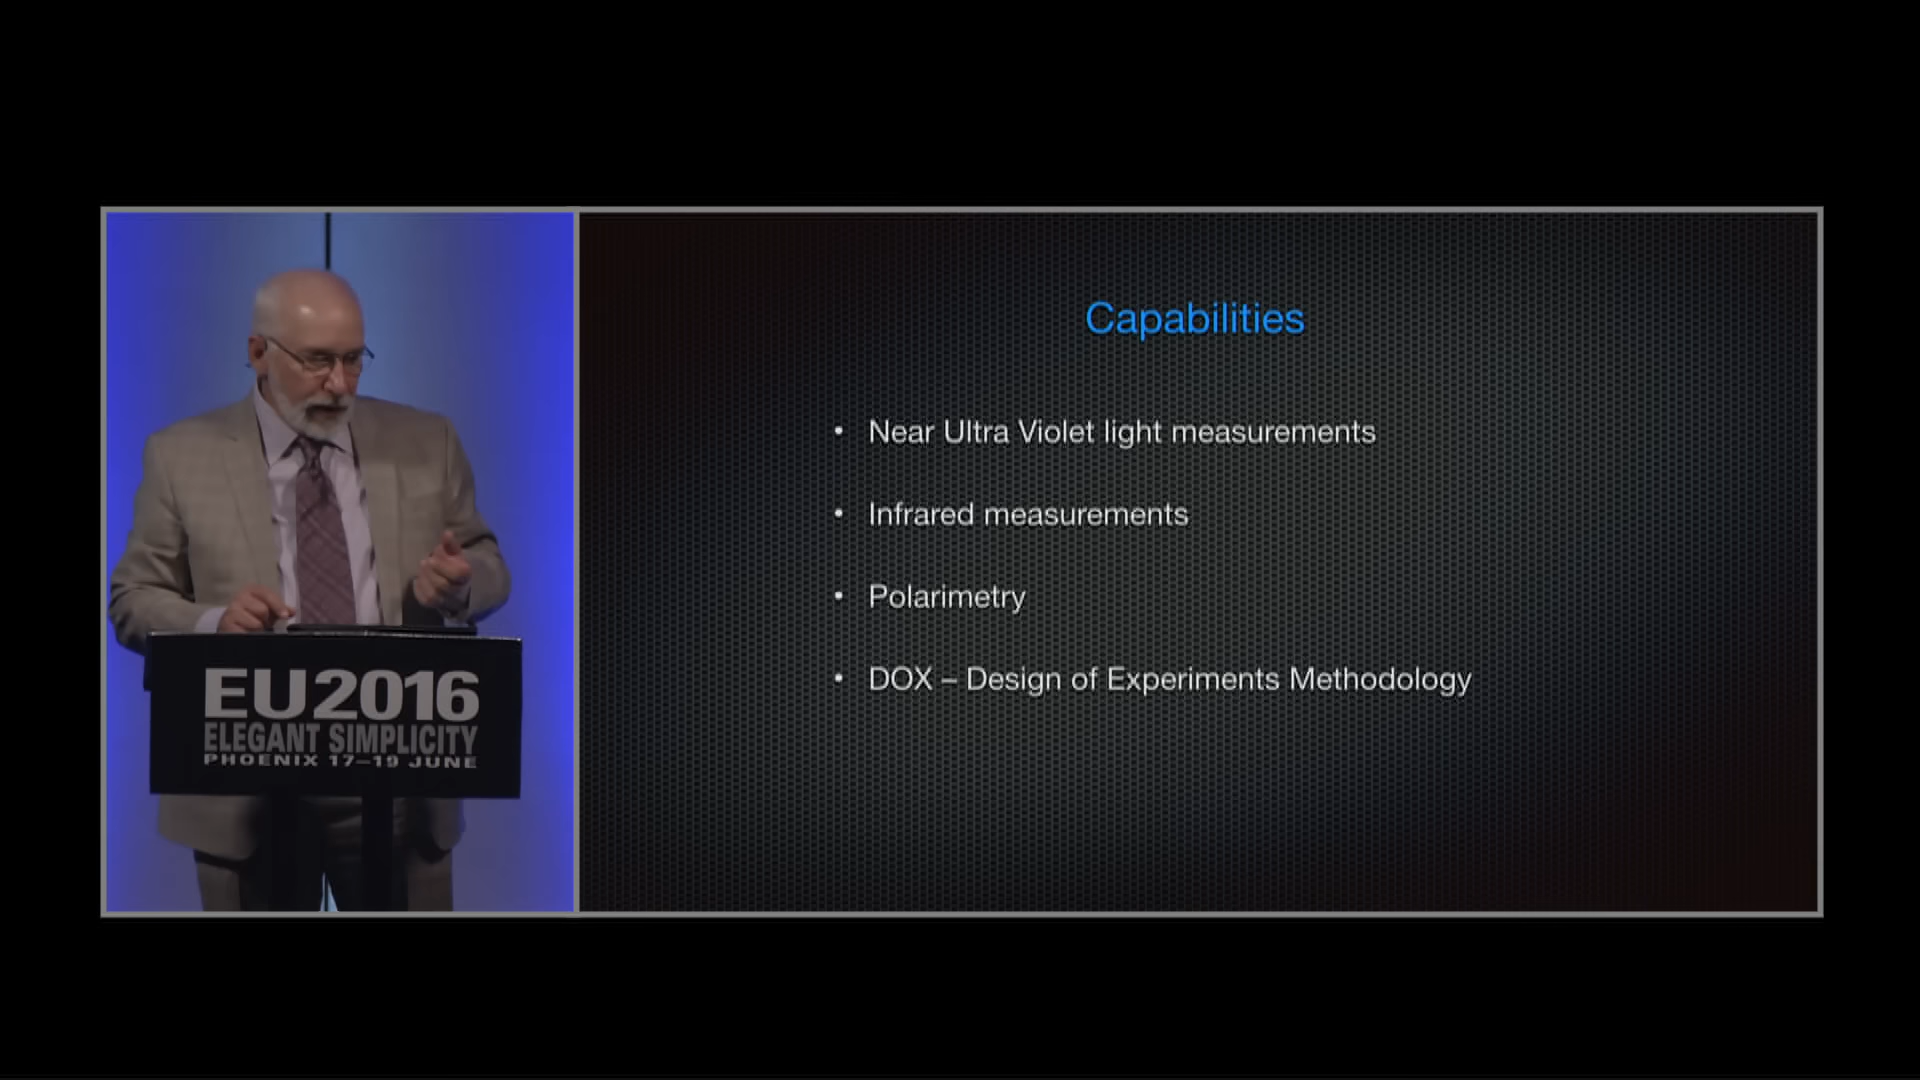 EU2016
ELEGANT SIMPLICITY
PHOENIX 17–19 JUNE
Capabilities
• Near Ultra Violet light measurements
• Infrared measurements
• Polarimetry
• DOX – Design of Experiments Methodology